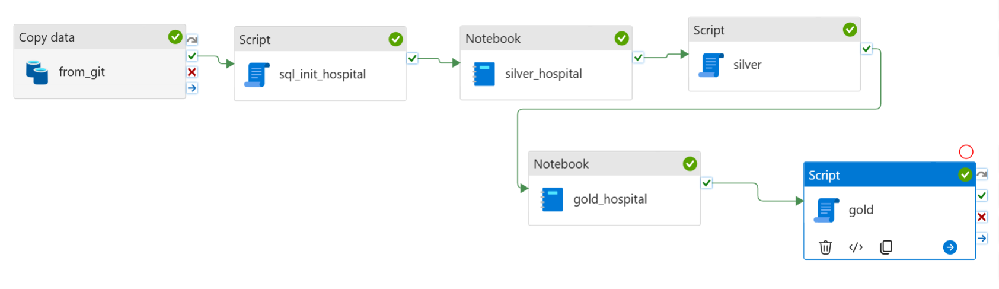 Copy data
from_git
Script
sql_init_hospital
Notebook
silver_hospital
Script
silver
Notebook
gold_hospital
Script
gold